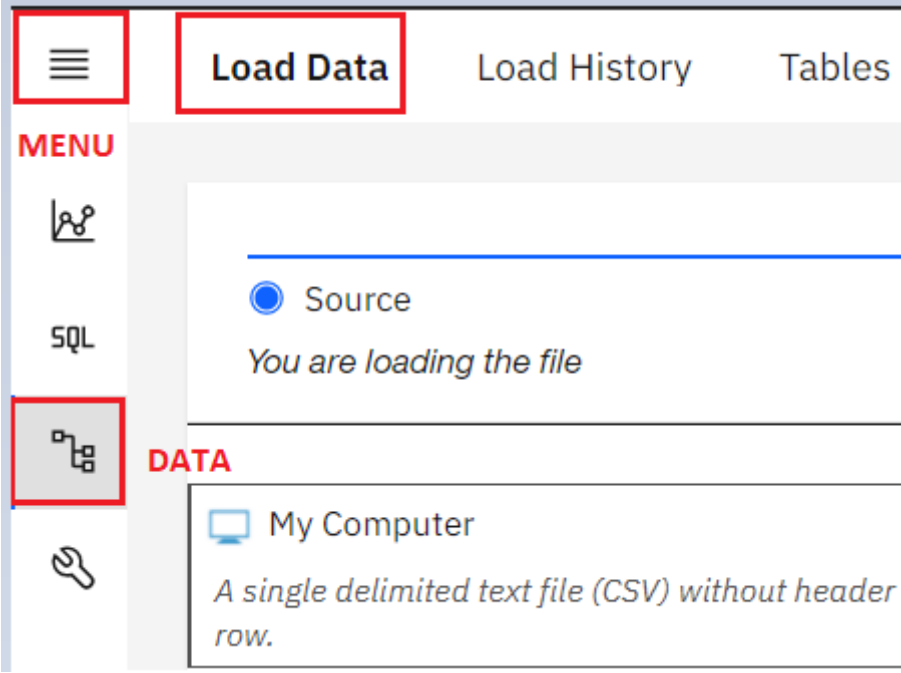 Load Data Load History Tables
MENU
Source
SQL
You are loading the file
DATA
My Computer
A single delimited text file (CSV) without header
row.